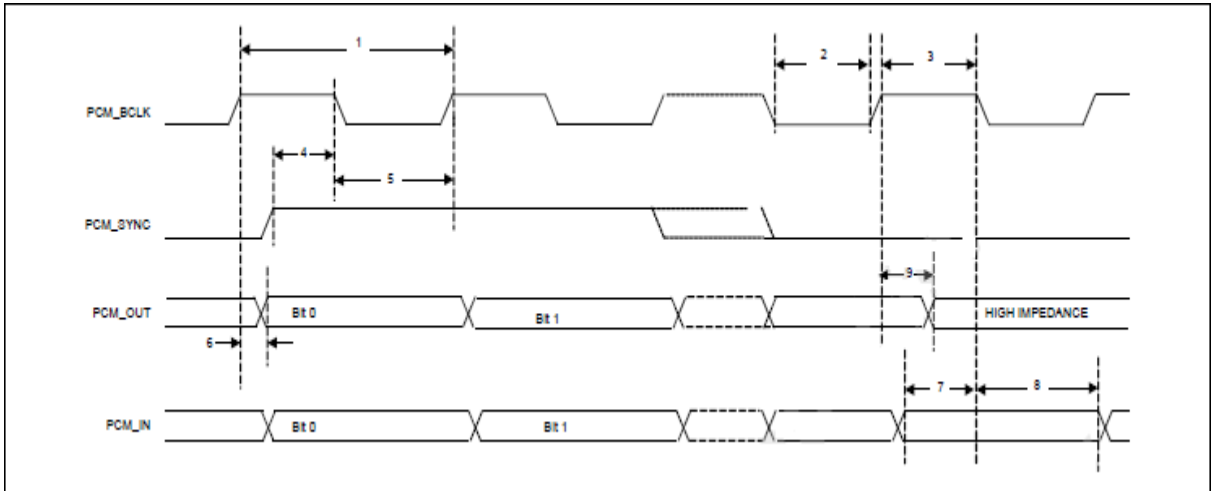 1
2
3
PCM_BCLK
4
5
PCM_SYNC
9
PCM_OUT
Bit 0
Bit 1
HIGH IMPEDANCE
6
7
8
PCM_IN
Bit 0
Bit 1